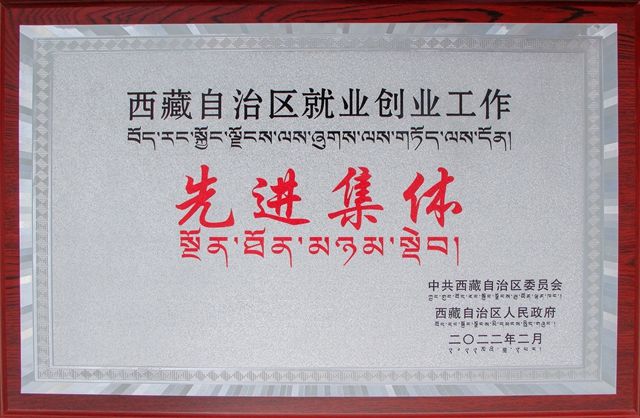 西藏自治区就业创业工作
བོད་རང་སྐྱོང་ལྗོངས་ལས་ཞུགས་ལས་གཏོད་ལས་དོན།
先进集体
སྔོན་ཐོན་མཉམ་སྡེབ།
中共西藏自治区委员会
西藏自治区人民政府
二〇二二年二月